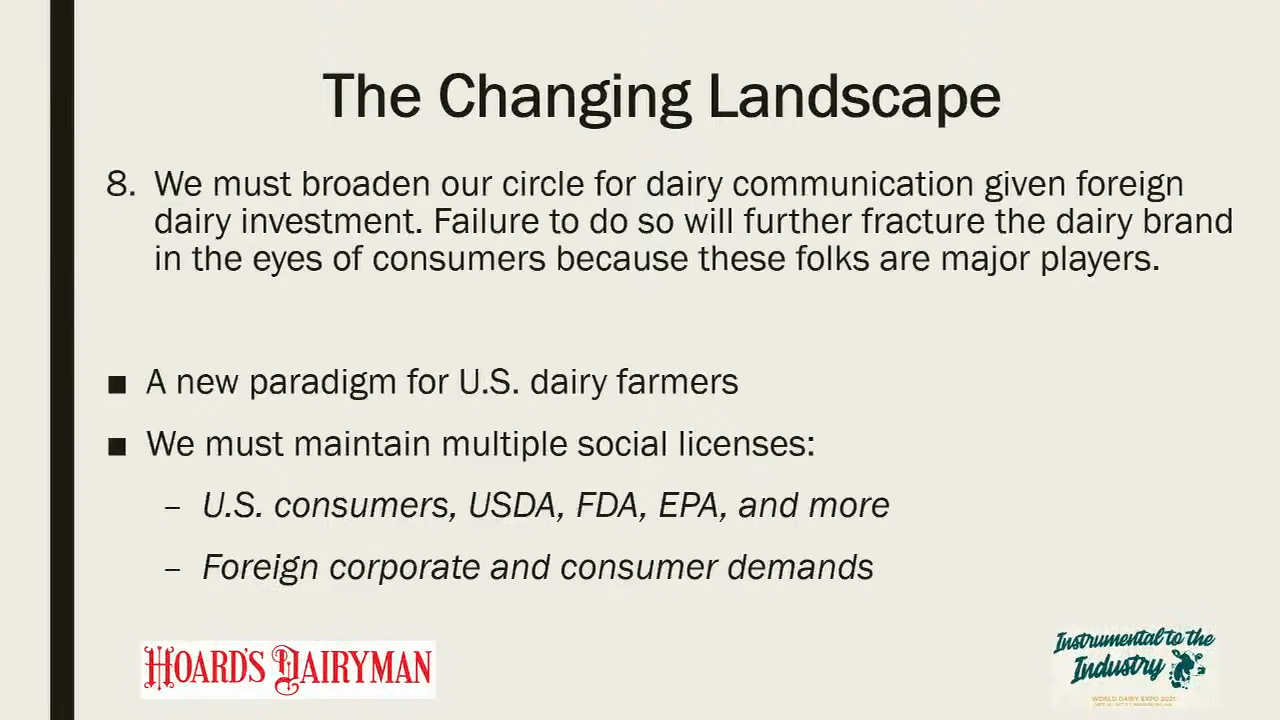 The Changing Landscape
8. We must broaden our circle for dairy communication given foreign
dairy investment. Failure to do so will further fracture the dairy brand
in the eyes of consumers because these folks are major players.
■ A new paradigm for U.S. dairy farmers
■ We must maintain multiple social licenses:
– U.S. consumers, USDA, FDA, EPA, and more
– Foreign corporate and consumer demands
HOARD'S DAIRYMAN
Instrumental to the
Industry
WORLD DAIRY EXPO 2021